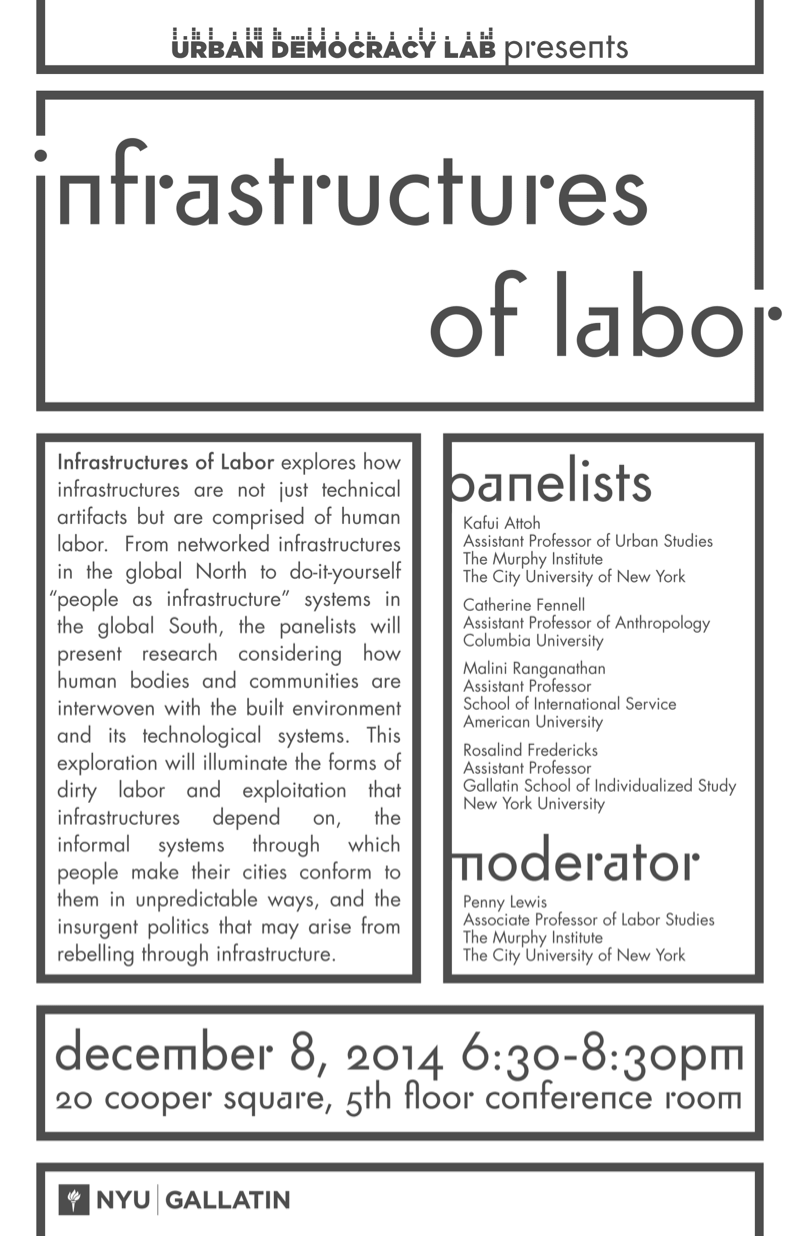 URBAN DEMOCRACY LAB presents
infrastructures
of labor
Infrastructures of Labor explores how
infrastructures are not just technical
artifacts but are comprised of human
labor. From networked infrastructures
in the global North to do-it-yourself
“people as infrastructure” systems in
the global South, the panelists will
present research considering how
human bodies and communities are
interwoven with the built environment
and its technological systems. This
exploration will illuminate the forms of
dirty labor and exploitation that
infrastructures depend on, the
informal systems through which
people make their cities conform to
them in unpredictable ways, and the
insurgent politics that may arise from
rebelling through infrastructure.
panelists
Kafui Attoh
Assistant Professor of Urban Studies
The Murphy Institute
The City University of New York
Catherine Fennell
Assistant Professor of Anthropology
Columbia University
Malini Ranganathan
Assistant Professor
School of International Service
American University
Rosalind Fredericks
Assistant Professor
Gallatin School of Individualized Study
New York University
moderator
Penny Lewis
Associate Professor of Labor Studies
The Murphy Institute
The City University of New York
december 8, 2014 6:30-8:30pm
20 cooper square, 5th floor conference room
NYU GALLATIN